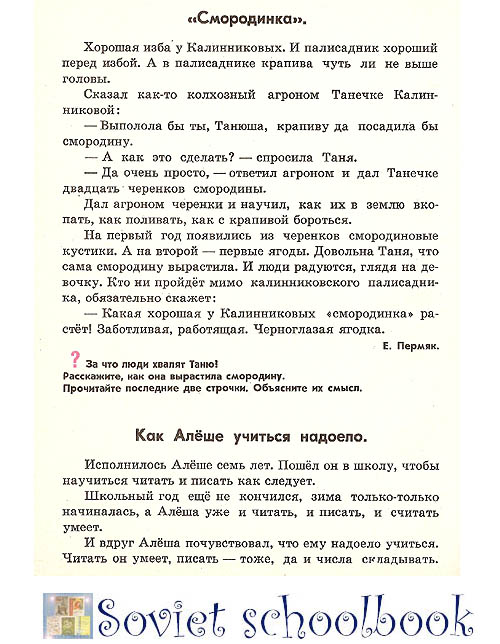 «Смородинка».
Хорошая изба у Калинниковых. И палисадник хороший
перед избой. А в палисаднике крапива чуть ли не выше
головы.
Сказал как-то колхозный агроном Танечке Калин-
никовой:
— Выполола бы ты, Танюша, крапиву да посадила бы
смородину.
— А как это сделать? — спросила Таня.
— Да очень просто, — ответил агроном и дал Танечке
двадцать черенков смородины.
Дал агроном черенки и научил, как их в землю вко-
пать, как поливать, как с крапивой бороться.
На первый год появились из черенков смородиновые
кустики. А на второй — первые ягоды. Довольна Таня, что
сама смородину вырастила. И люди радуются, глядя на де-
вочку. Кто ни пройдёт мимо калинниковского палисадни-
ка, обязательно скажет:
— Какая хорошая у Калинниковых «смородинка» ра-
стёт! Заботливая, работящая. Черноглазая ягодка.
Е. Пермяк.
? За что люди хвалят Таню?
Расскажите, как она вырастила смородину.
Прочитайте последние две строчки. Объясните их смысл.
Как Алёше учиться надоело.
Исполнилось Алёше семь лет. Пошёл он в школу, чтобы
научиться читать и писать как следует.
Школьный год ещё не кончился, зима только-только
начиналась, а Алёша уже и читать, и писать, и считать
умеет.
И вдруг Алёша почувствовал, что ему надоело учиться.
Читать он умеет, писать — тоже, да и числа складывать.
Soviet schoolbook